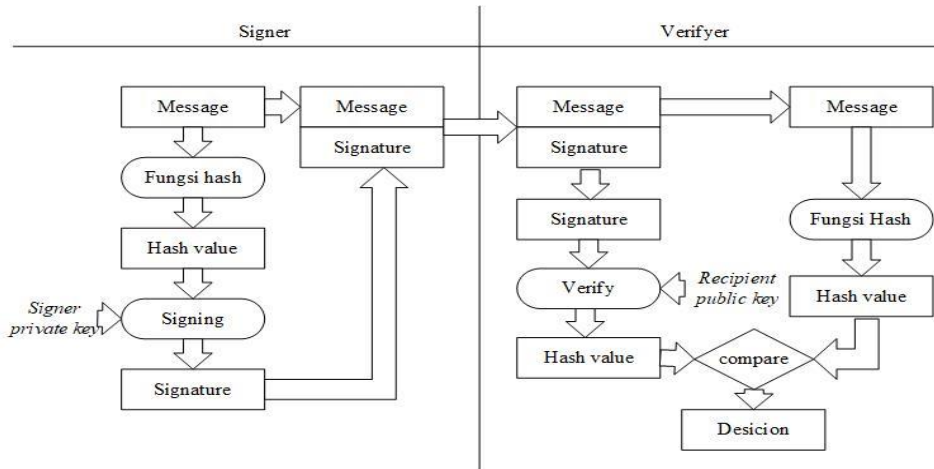 Signer
Message
Fungsi hash
Hash value
Signer
private key
Signing
Signature
Message
Signature
Verifyer
Message
Signature
Signature
Verify
Recipient
public key
Hash value
Message
Fungsi Hash
Hash value
compare
Desicion